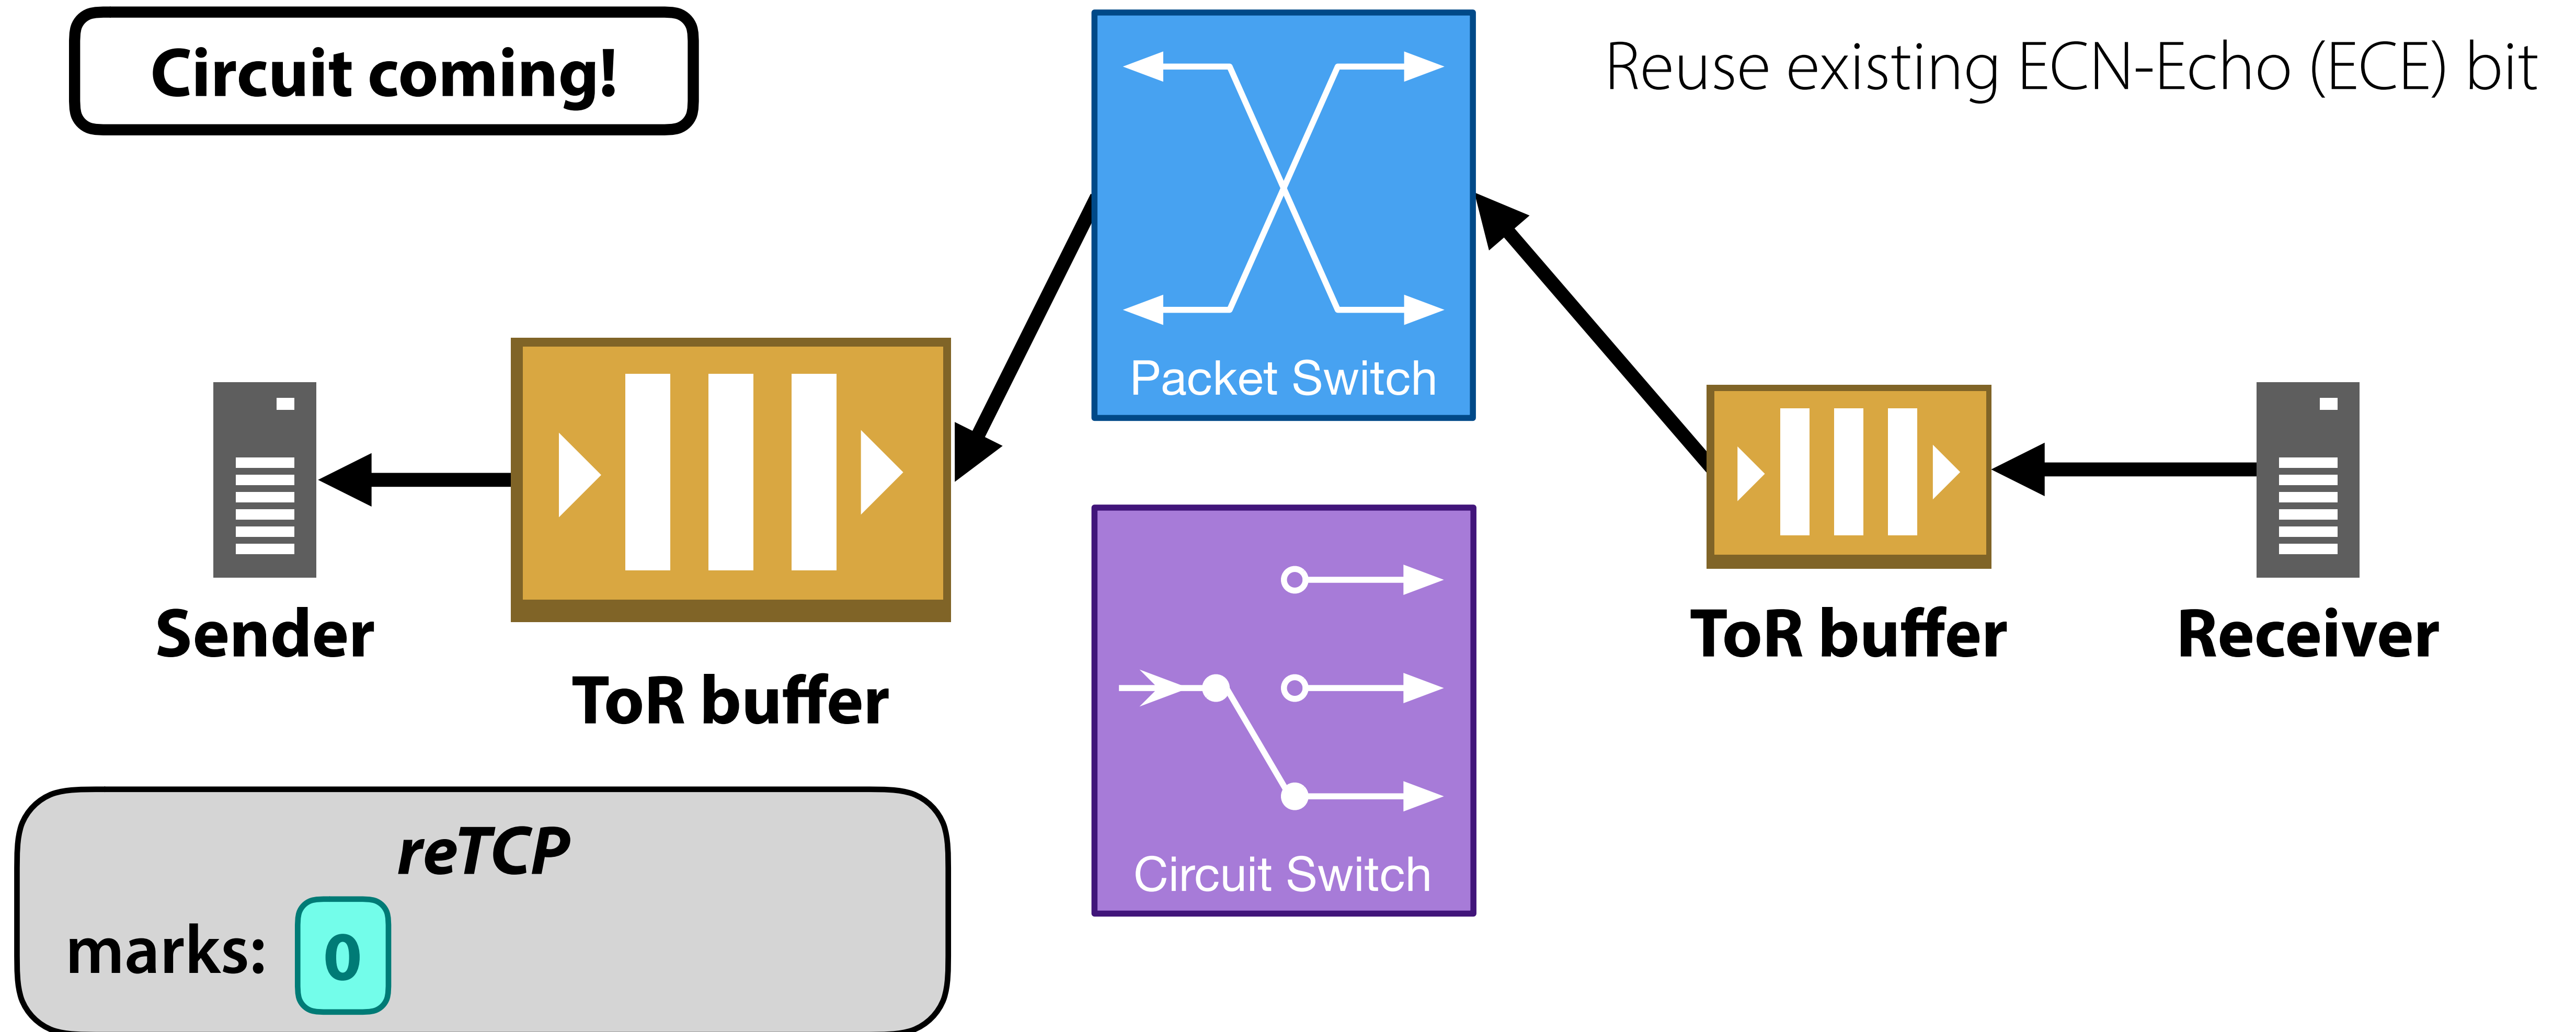 Circuit coming!
Reuse existing ECN-Echo (ECE) bit
Packet Switch
Sender
ToR buffer
ToR buffer
Receiver
Circuit Switch
reTCP
marks: 0